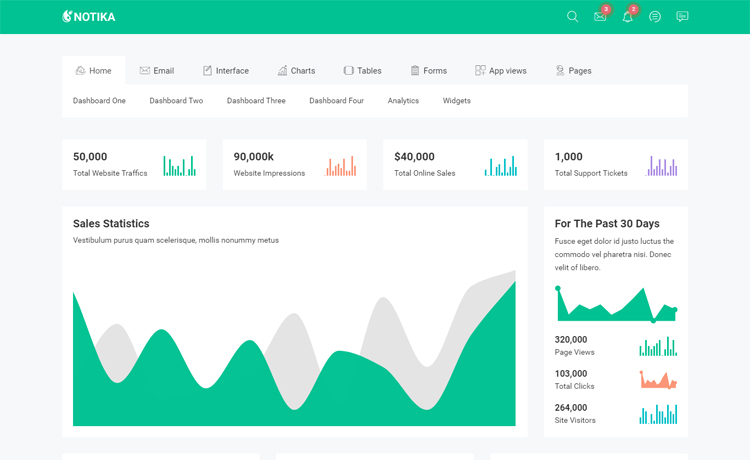 NOTIKA
3
2
Home
Email
Interface
Charts
Tables
Forms
App views
Pages
Dashboard One
Dashboard Two
Dashboard Three
Dashboard Four
Analytics
Widgets
50,000
Total Website Traffics
90,000k
Website Impressions
$40,000
Total Online Sales
1,000
Total Support Tickets
Sales Statistics
Vestibulum purus quam scelerisque, mollis nonummy metus
For The Past 30 Days
Fusce eget dolor id justo luctus the
commodo vel pharetra nisi. Donec
velit of libero.
320,000
Page Views
103,000
Total Clicks
264,000
Site Visitors